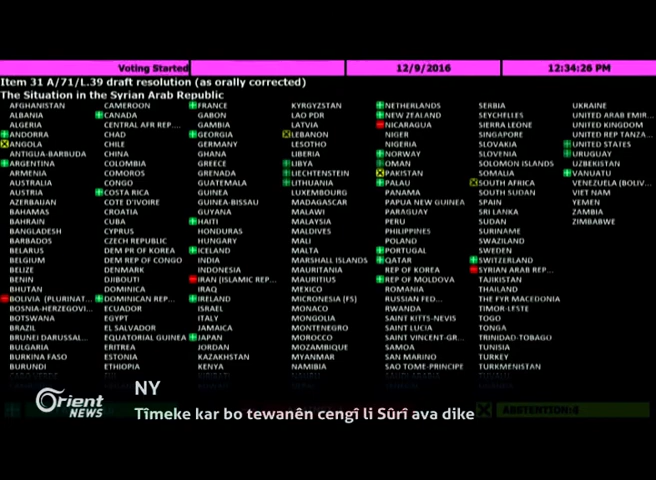 Voting Started
12/9/2016
12:34:26 PM
Item 31 A/71/L.39 draft resolution (as orally corrected)
The Situation in the Syrian Arab Republic
AFGHANISTAN
ALBANIA
ALGERIA
ANDORRA
ANGOLA
ANTIGUA-BARBUDA
ARGENTINA
ARMENIA
AUSTRALIA
AUSTRIA
AZERBAIJAN
BAHAMAS
BAHRAIN
BANGLADESH
BARBADOS
BELARUS
BELGIUM
BELIZE
BENIN
BHUTAN
BOLIVIA (PLURINAT...
BOSNIA-HERZEGOVI...
BOTSWANA
BRAZIL
BRUNEI DARUSSAL...
BULGARIA
BURKINA FASO
BURUNDI
CAMEROON
CANADA
CENTRAL AFR REP...
CHAD
CHILE
CHINA
COLOMBIA
COMOROS
CONGO
COSTA RICA
COTE D'IVOIRE
CROATIA
CUBA
CYPRUS
CZECH REPUBLIC
DEM PR OF KOREA
DEM REP OF CONGO
DENMARK
DJIBOUTI
DOMINICA
DOMINICAN REP...
ECUADOR
EGYPT
EL SALVADOR
EQUATORIAL GUINEA
ERITREA
ESTONIA
ETHIOPIA
FRANCE
GABON
GAMBIA
GEORGIA
GERMANY
GHANA
GREECE
GRENADA
GUATEMALA
GUINEA
GUINEA-BISSAU
GUYANA
HAITI
HONDURAS
HUNGARY
ICELAND
INDIA
INDONESIA
IRAN (ISLAMIC REP...
IRAQ
IRELAND
ISRAEL
ITALY
JAMAICA
JAPAN
JORDAN
KAZAKHSTAN
KENYA
KYRGYZSTAN
LAO PDR
LATVIA
LEBANON
LESOTHO
LIBERIA
LIBYA
LIECHTENSTEIN
LITHUANIA
LUXEMBOURG
MADAGASCAR
MALAWI
MALAYSIA
MALDIVES
MALI
MALTA
MARSHALL ISLANDS
MAURITANIA
MAURITIUS
MEXICO
MICRONESIA (FS)
MONACO
MONGOLIA
MONTENEGRO
MOROCCO
MOZAMBIQUE
MYANMAR
NAMIBIA
NETHERLANDS
NEW ZEALAND
NICARAGUA
NIGER
NIGERIA
NORWAY
OMAN
PAKISTAN
PALAU
PANAMA
PAPUA NEW GUINEA
PARAGUAY
PERU
PHILIPPINES
POLAND
PORTUGAL
QATAR
REP OF KOREA
REP OF MOLDOVA
ROMANIA
RUSSIAN FED...
RWANDA
SAINT KITTS-NEVIS
SAINT LUCIA
SAINT VINCENT-GR...
SAMOA
SAN MARINO
SAO TOME-PRINCIPE
SERBIA
SEYCHELLES
SIERRA LEONE
SINGAPORE
SLOVAKIA
SLOVENIA
SOLOMON ISLANDS
SOMALIA
SOUTH AFRICA
SOUTH SUDAN
SPAIN
SRI LANKA
SUDAN
SURINAME
SWAZILAND
SWEDEN
SWITZERLAND
SYRIAN ARAB REP...
TAJIKISTAN
THAILAND
THE FYR MACEDONIA
TIMOR-LESTE
TOGO
TONGA
TRINIDAD-TOBAGO
TUNISIA
TURKEY
TURKMENISTAN
UKRAINE
UNITED ARAB EMIR...
UNITED KINGDOM
UNITED REP TANZA...
UNITED STATES
URUGUAY
UZBEKISTAN
VANUATU
VENEZUELA (BOLIV...
VIET NAM
YEMEN
ZAMBIA
ZIMBABWE
Orient
NEWS
NY
Tîmeke kar bo tewanên cengî li Sûrî ava dike
ABSTENTION:6